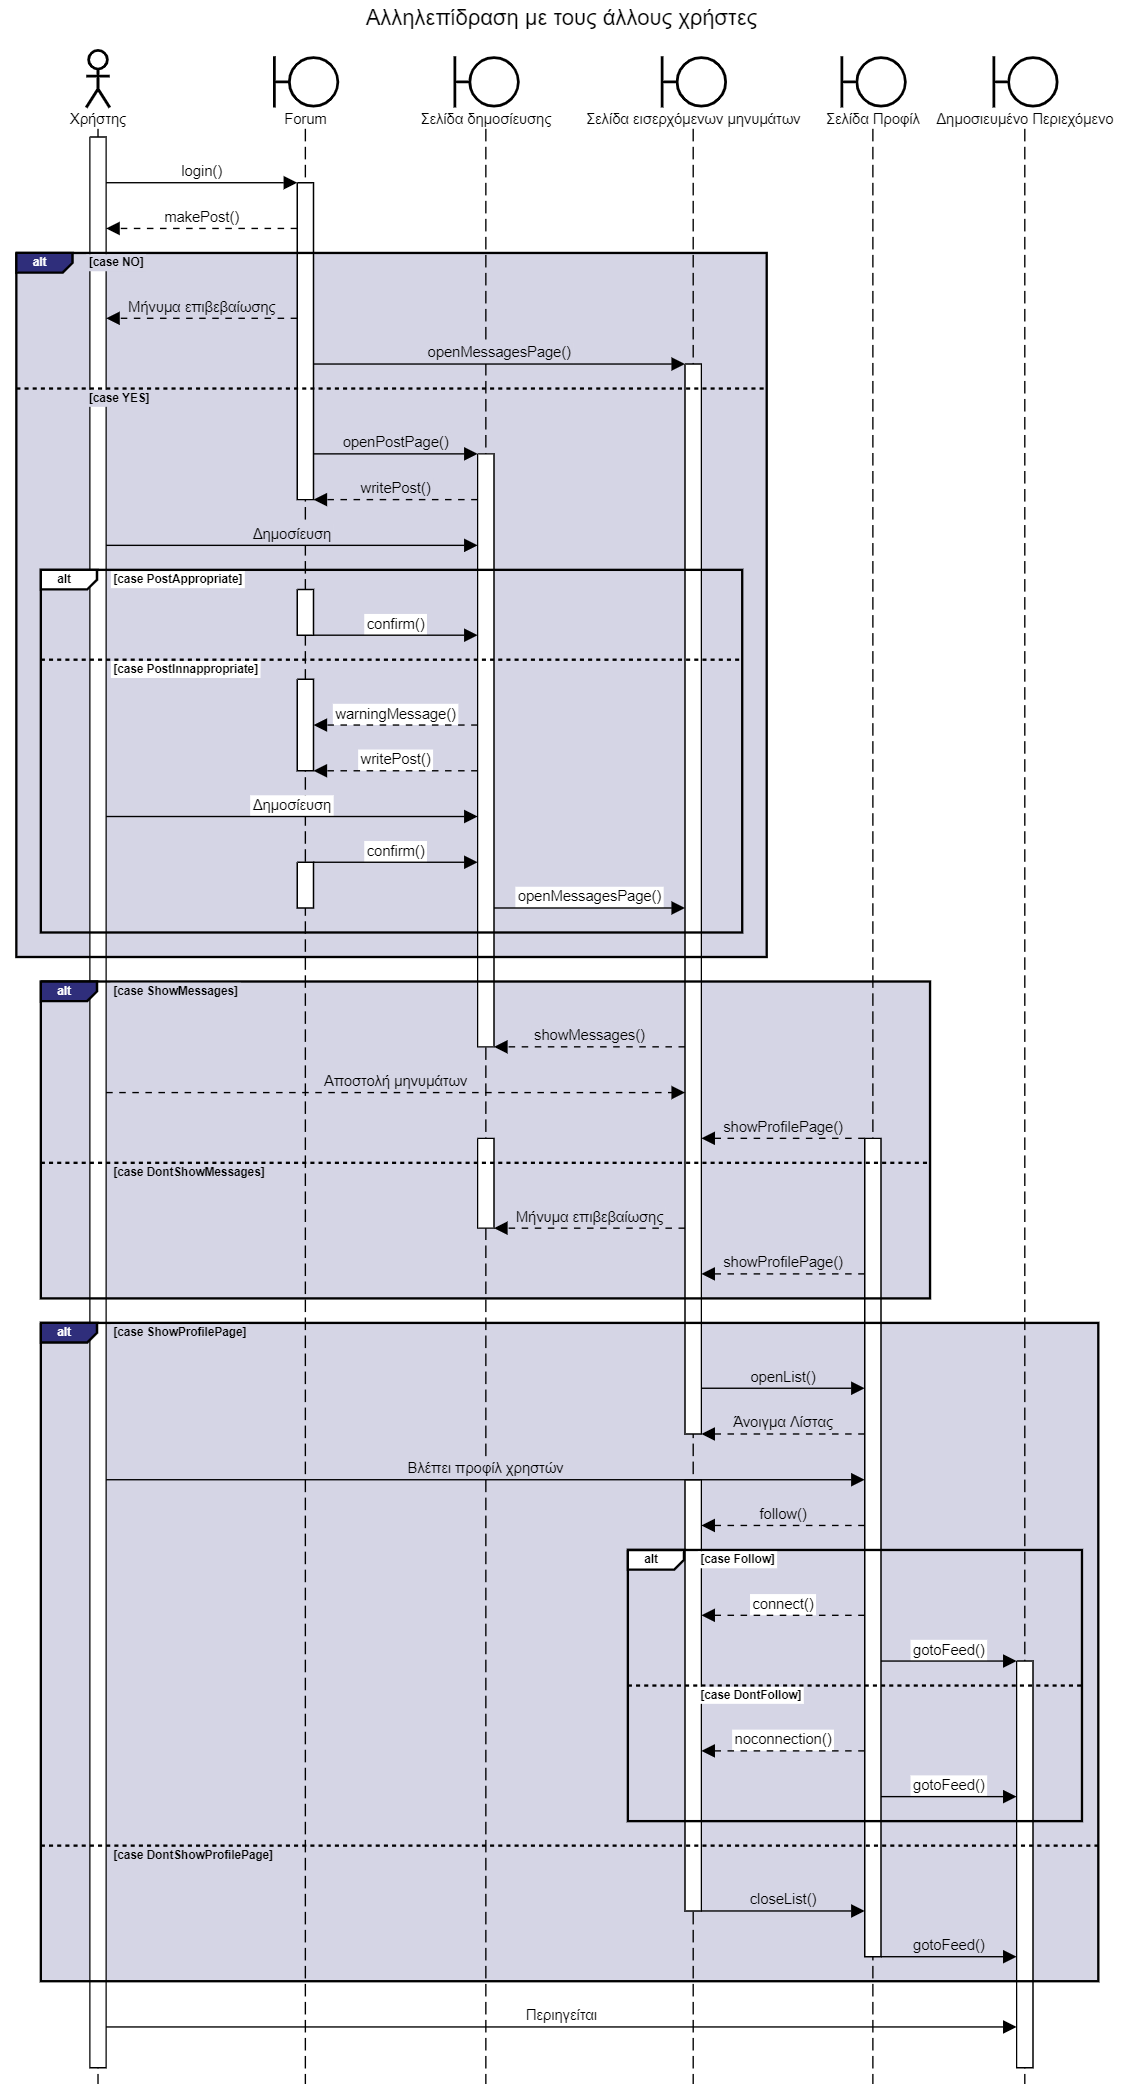 Αλληλεπίδραση με τους άλλους χρήστες
Χρήστης
Forum
Σελίδα δημοσίευσης
Σελίδα εισερχόμενων μηνυμάτων
Σελίδα Προφίλ
Δημοσιευμένο Περιεχόμενο
login()
makePost()
alt
[case NO]
Μήνυμα επιβεβαίωσης
openMessagesPage()
[case YES]
openPostPage()
writePost()
Δημοσίευση
alt
[case PostAppropriate]
confirm()
[case PostInnappropriate]
warningMessage()
writePost()
Δημοσίευση
confirm()
openMessagesPage()
alt
[case ShowMessages]
showMessages()
Αποστολή μηνυμάτων
showProfilePage()
[case DontShowMessages]
Μήνυμα επιβεβαίωσης
showProfilePage()
alt
[case ShowProfilePage]
openList()
Άνοιγμα Λίστας
Βλέπει προφίλ χρηστών
follow()
alt
[case Follow]
connect()
gotoFeed()
[case DontFollow]
noconnection()
gotoFeed()
[case DontShowProfilePage]
closeList()
gotoFeed()
Περιηγείται